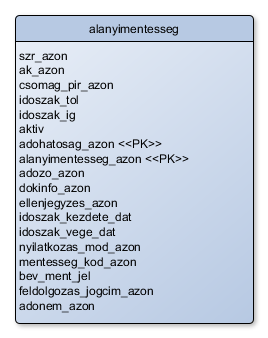 alanyimentesseg
szr_azon
ak_azon
csomag_pir_azon
idoszak_tol
idoszak_ig
aktiv
adohatosag_azon <<PK>>
alanyimentesseg_azon <<PK>>
adozo_azon
dokinfo_azon
ellenjegyzes_azon
idoszak_kezdete_dat
idoszak_vege_dat
nyilatkozas_mod_azon
mentesseg_kod_azon
bev_ment_jel
feldolgozas_jogcim_azon
adonem_azon